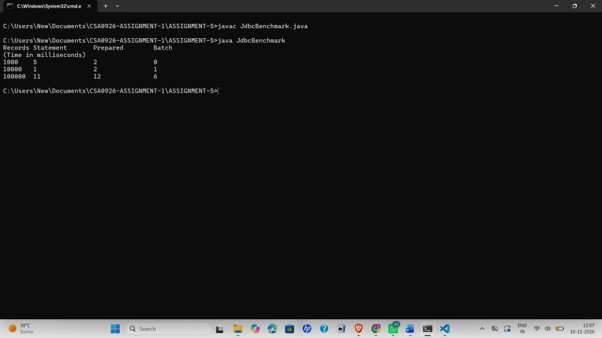 C:\Windows\System32\cmd.e
C:\Users\New\Documents\CSA0926-ASSIGNMENT-1\ASSIGNMENT-5>javac JdbcBenchmark.java
C:\Users\New\Documents\CSA0926-ASSIGNMENT-1\ASSIGNMENT-5>java JdbcBenchmark
Records Statement Prepared Batch
(Time in milliseconds)
1000 5 2 0
10000 1 2 1
100000 11 12 6
C:\Users\New\Documents\CSA0926-ASSIGNMENT-1\ASSIGNMENT-5>
Sunny
Search
ENG
IN
12:07
10-11-2026